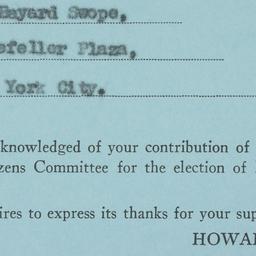 Bayard Swope,
efeller Plaza,
York City.
knowledged of your contribution of
zens Committee for the election of
ires to express its thanks for your sup
HOWA